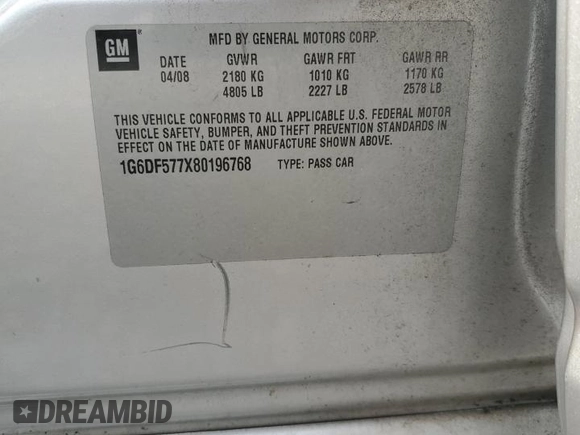 GM
MFD BY GENERAL MOTORS CORP.
DATE GVWR GAWR FRT GAWR RR
04/08 2180 KG 1010 KG 1170 KG
4805 LB 2227 LB 2578 LB
THIS VEHICLE CONFORMS TO ALL APPLICABLE U.S. FEDERAL MOTOR
VEHICLE SAFETY, BUMPER, AND THEFT PREVENTION STANDARDS IN
EFFECT ON THE DATE OF MANUFACTURE SHOWN ABOVE.
1G6DF577X80196768 TYPE: PASS CAR
DREAMBID